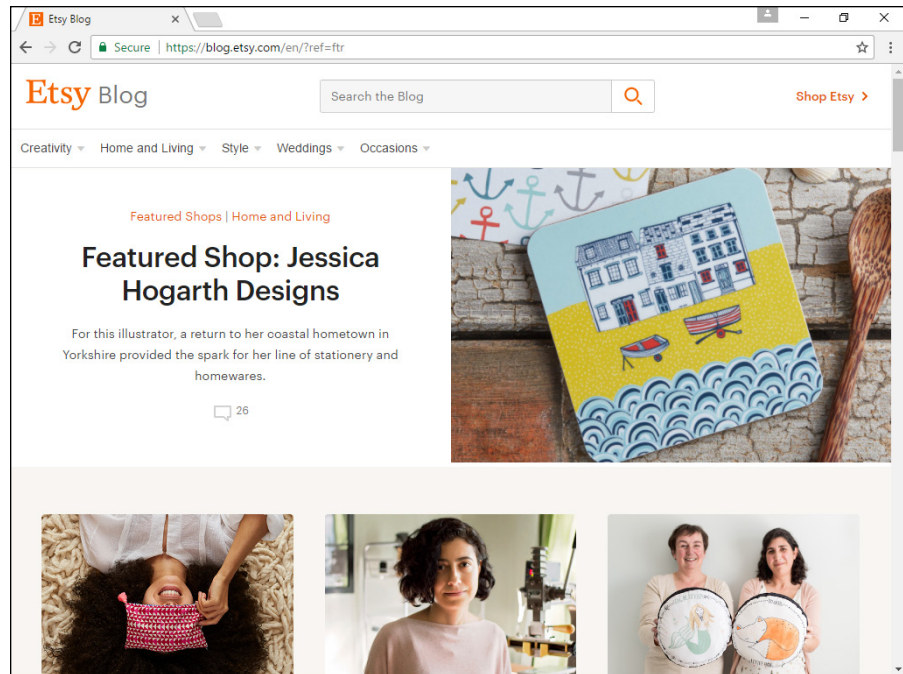 Etsy Blog
Secure | https://blog.etsy.com/en/?ref=ftr
Etsy Blog
Search the Blog
Shop Etsy
Creativity Home and Living Style Weddings Occasions
Featured Shops | Home and Living
Featured Shop: Jessica
Hogarth Designs
For this illustrator, a return to her coastal hometown in
Yorkshire provided the spark for her line of stationery and
homewares.
26